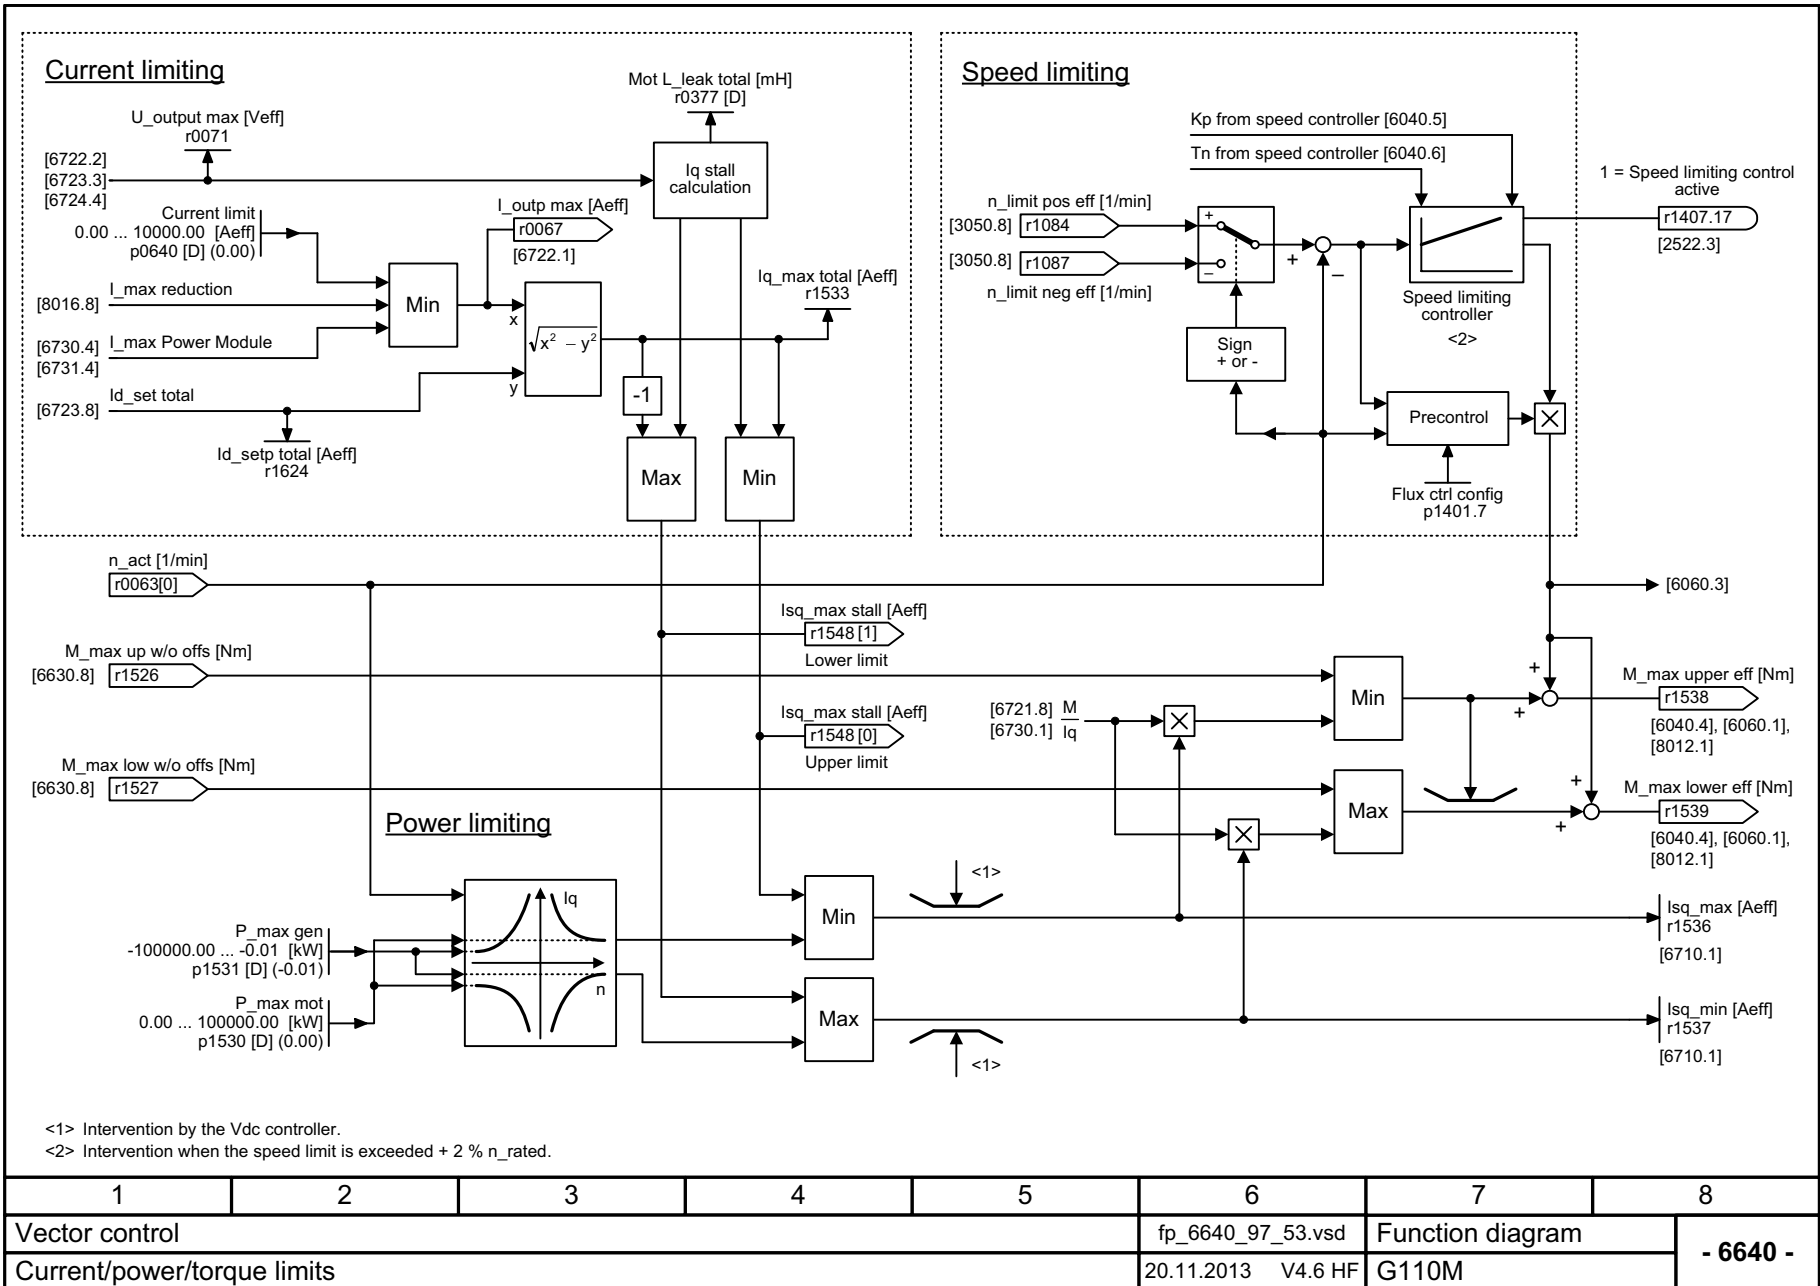 Current limiting
U_output max [Veff]
r0071
[6722.2]
[6723.3]
[6724.4]
Mot L_leak total [mH]
r0377 [D]
Iq stall
calculation
Current limit
0.00 ... 10000.00 [Aeff]
p0640 [D] (0.00)
I_outp max [Aeff]
r0067
[6722.1]
[8016.8]
I_max reduction
Min
[6730.4]
[6731.4]
I_max Power Module
x
√x² – y²
y
Iq_max total [Aeff]
r1533
[6723.8]
Id_set total
Id_setp total [Aeff]
r1624
-1
Max
Min
Speed limiting
Kp from speed controller [6040.5]
Tn from speed controller [6040.6]
n_limit pos eff [1/min]
[3050.8]
r1084
[3050.8]
r1087
n_limit neg eff [1/min]
+
–
+
–
Sign
+ or -
Speed limiting
controller
<2>
1 = Speed limiting control
active
r1407.17
[2522.3]
Precontrol
×
Flux ctrl config
p1401.7
n_act [1/min]
r0063[0]
[6060.3]
Isq_max stall [Aeff]
r1548 [1]
Lower limit
M_max up w/o offs [Nm]
[6630.8]
r1526
Isq_max stall [Aeff]
r1548 [0]
Upper limit
[6721.8]
[6730.1]
M
Iq
×
Min
+
+
M_max upper eff [Nm]
r1538
[6040.4], [6060.1],
[8012.1]
M_max low w/o offs [Nm]
[6630.8]
r1527
×
Max
+
+
M_max lower eff [Nm]
r1539
[6040.4], [6060.1],
[8012.1]
Power limiting
Iq
n
P_max gen
-100000.00 ... -0.01 [kW]
p1531 [D] (-0.01)
P_max mot
0.00 ... 100000.00 [kW]
p1530 [D] (0.00)
Min
<1>
Isq_max [Aeff]
r1536
[6710.1]
Max
<1>
Isq_min [Aeff]
r1537
[6710.1]
<1> Intervention by the Vdc controller.
<2> Intervention when the speed limit is exceeded + 2 % n_rated.
1 2 3 4 5 6 7 8
Vector control
fp_6640_97_53.vsd
Function diagram
- 6640 -
Current/power/torque limits
20.11.2013 V4.6 HF
G110M